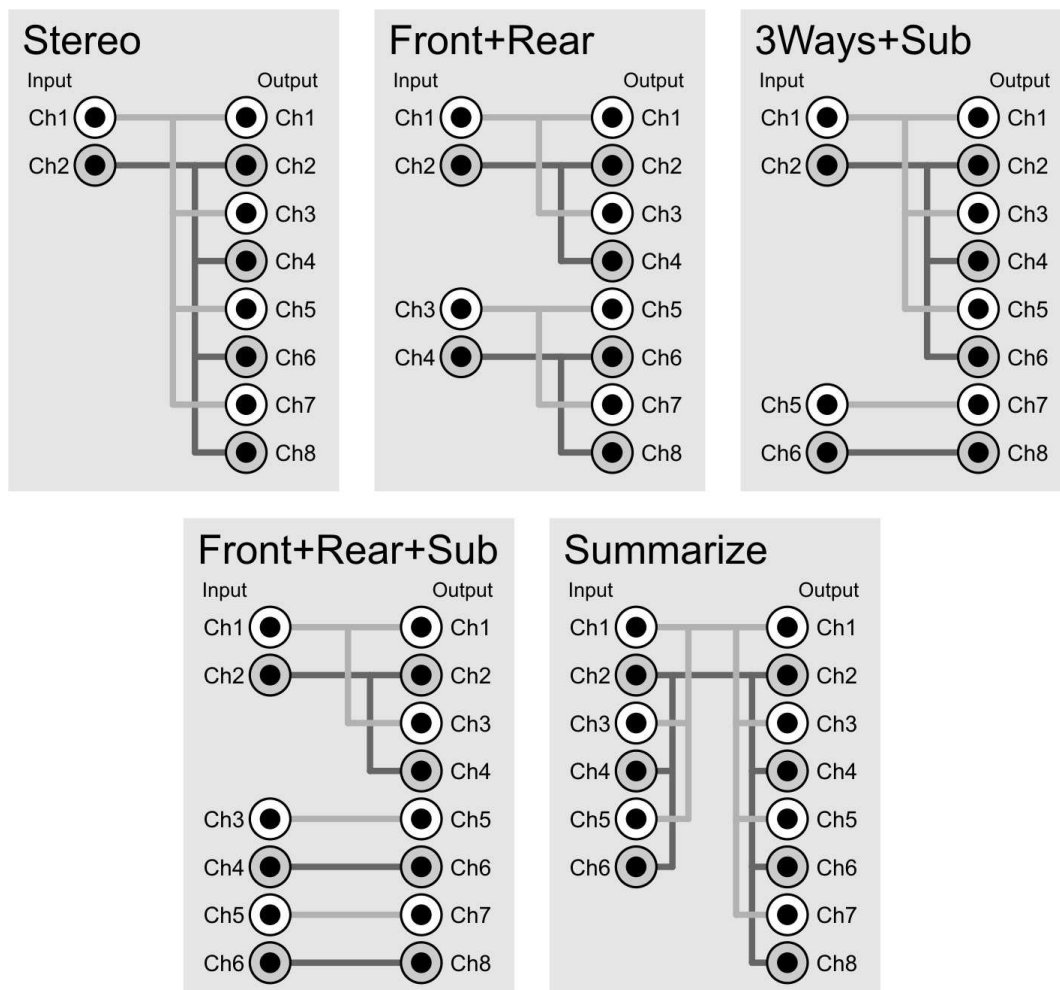 Stereo
Input Output
Ch1 Ch1
Ch2 Ch2
Ch3
Ch4
Ch5
Ch6
Ch7
Ch8
Front+Rear
Input Output
Ch1 Ch1
Ch2 Ch2
Ch3
Ch4
Ch3 Ch5
Ch4 Ch6
Ch7
Ch8
3Ways+Sub
Input Output
Ch1 Ch1
Ch2 Ch2
Ch3
Ch4
Ch5
Ch6
Ch5 Ch7
Ch6 Ch8
Front+Rear+Sub
Input Output
Ch1 Ch1
Ch2 Ch2
Ch3
Ch4
Ch3 Ch5
Ch4 Ch6
Ch5 Ch7
Ch6 Ch8
Summarize
Input Output
Ch1 Ch1
Ch2 Ch2
Ch3 Ch3
Ch4 Ch4
Ch5 Ch5
Ch6 Ch6
Ch7
Ch8